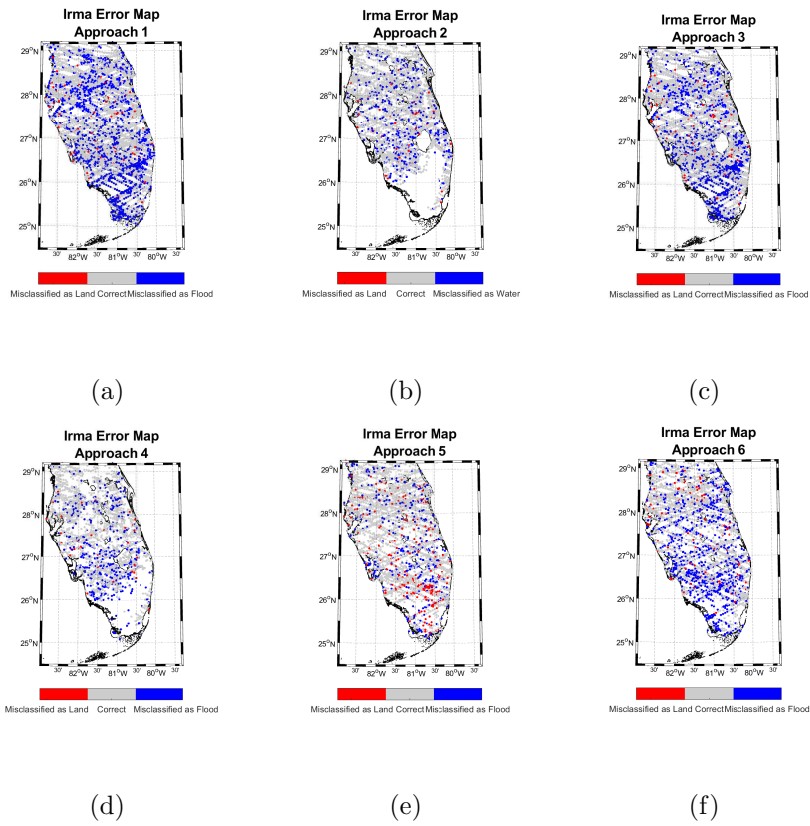 Irma Error Map
Approach 1
29°N
28°N
27°N
26°N
25°N
30' 82°W 30' 81°W 30' 80°W 30'
Misclassified as Land Correct Misclassified as Flood
(a)
Irma Error Map
Approach 2
29°N
28°N
27°N
26°N
25°N
30' 82°W 30' 81°W 30' 80°W 30'
Misclassified as Land Correct Misclassified as Water
(b)
Irma Error Map
Approach 3
29°N
28°N
27°N
26°N
25°N
30' 82°W 30' 81°W 30' 80°W 30'
Misclassified as Land Correct Misclassified as Flood
(c)
Irma Error Map
Approach 4
29°N
28°N
27°N
26°N
25°N
30' 82°W 30' 81°W 30' 80°W 30'
Misclassified as Land Correct Misclassified as Flood
(d)
Irma Error Map
Approach 5
29°N
28°N
27°N
26°N
25°N
30' 82°W 30' 81°W 30' 80°W 30'
Misclassified as Land Correct Misclassified as Flood
(e)
Irma Error Map
Approach 6
29°N
28°N
27°N
26°N
25°N
30' 82°W 30' 81°W 30' 80°W 30'
Misclassified as Land Correct Misclassified as Flood
(f)